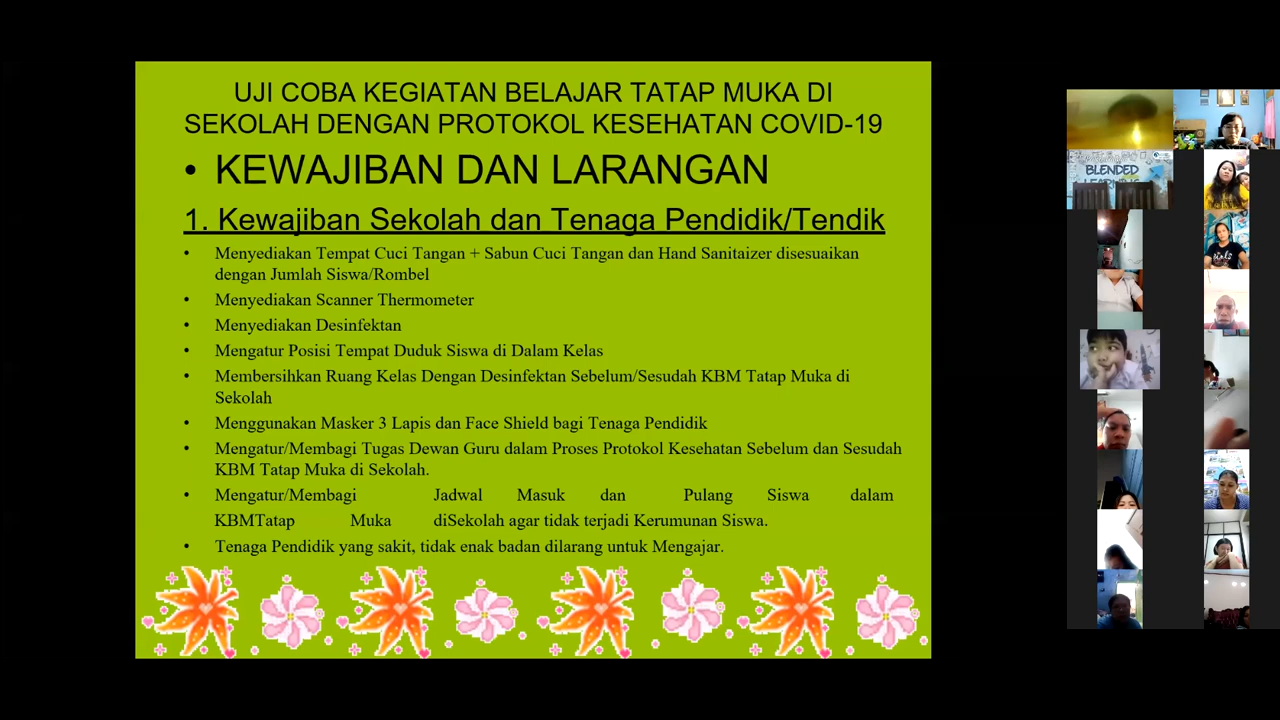 UJI COBA KEGIATAN BELAJAR TATAP MUKA DI
SEKOLAH DENGAN PROTOKOL KESEHATAN COVID-19
• KEWAJIBAN DAN LARANGAN
1. Kewajiban Sekolah dan Tenaga Pendidik/Tendik
• Menyediakan Tempat Cuci Tangan + Sabun Cuci Tangan dan Hand Sanitaizer disesuaikan
dengan Jumlah Siswa/Rombel
• Menyediakan Scanner Thermometer
• Menyediakan Desinfektan
• Mengatur Posisi Tempat Duduk Siswa di Dalam Kelas
• Membersihkan Ruang Kelas Dengan Desinfektan Sebelum/Sesudah KBM Tatap Muka di
Sekolah
• Menggunakan Masker 3 Lapis dan Face Shield bagi Tenaga Pendidik
• Mengatur/Membagi Tugas Dewan Guru dalam Proses Protokol Kesehatan Sebelum dan Sesudah
KBM Tatap Muka di Sekolah.
• Mengatur/Membagi Jadwal Masuk dan Pulang Siswa dalam
KBMTatap Muka diSekolah agar tidak terjadi Kerumunan Siswa.
• Tenaga Pendidik yang sakit, tidak enak badan dilarang untuk Mengajar.
BLENDED
LEARNING